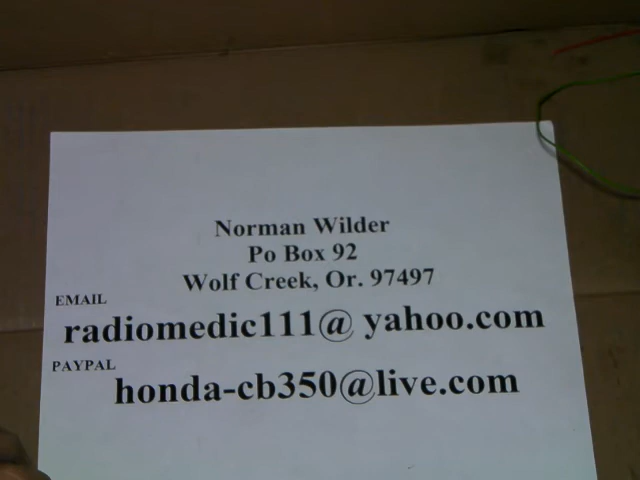 Norman Wilder
Po Box 92
Wolf Creek, Or. 97497
EMAIL
radiomedic111@ yahoo.com
PAYPAL
honda-cb350@live.com